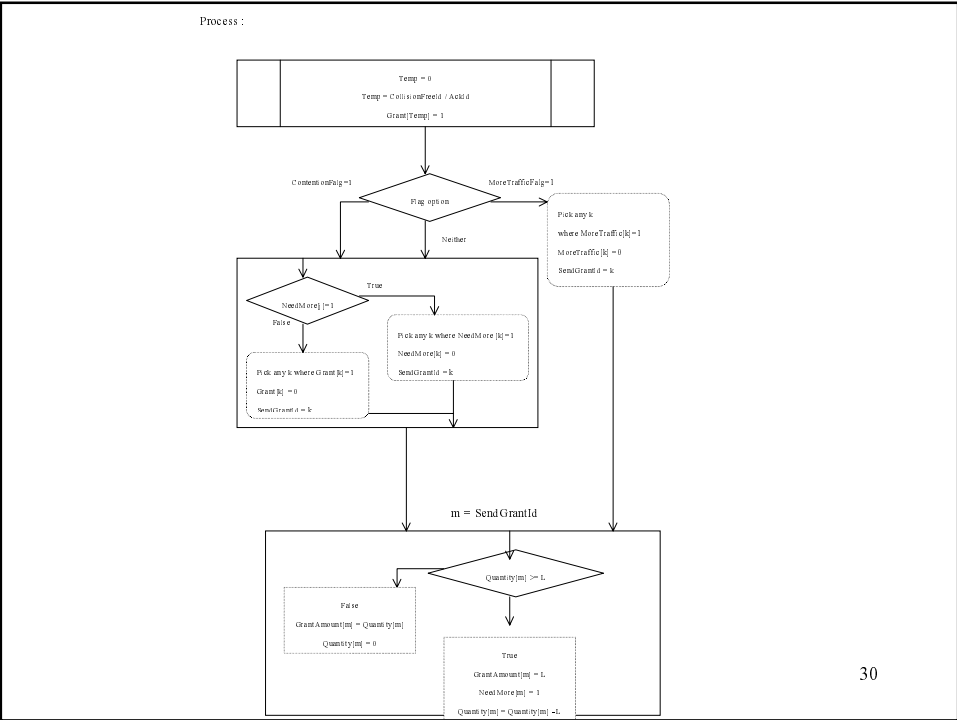 Process :
Temp = 0
Temp = CollisionFreeId / AckId
Grant[Temp] = 1
ContentionFalg=1
MoreTrafficFalg=1
Flag option
Neither
Pick any k
where MoreTraffic[k]=1
MoreTraffic[k] = 0
SendGrantId = k
NeedMore[ ]=1
True
False
Pick any k where NeedMore [k]=1
NeedMore[k] = 0
SendGrantId = k
Pick any k where Grant[k]=1
Grant[k] = 0
SendGrantId = k
m = SendGrantId
Quantity[m] >= L
False
GrantAmount[m] = Quantity[m]
Quantity[m] = 0
True
GrantAmount[m] = L
NeedMore[m] = 1
Quantity[m] = Quantity[m] -L
30